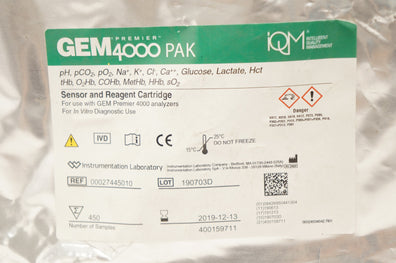 PREMIER™
GEM 4000 PAK
iQM
INTELLIGENT
QUALITY
MANAGEMENT
pH, pCO₂, pO₂, Na⁺, K⁺, Cl⁻, Ca⁺⁺, Glucose, Lactate, Hct
tHb, O₂Hb, COHb, MetHb, HHb, sO₂
Sensor and Reagent Cartridge
For use with GEM Premier 4000 analyzers
For In Vitro Diagnostic Use
Danger
15°C
25°C
DO NOT FREEZE
Instrumentation Laboratory
REF 00027445010
LOT 190703D
450
Number of Samples
2019-12-13
400159711